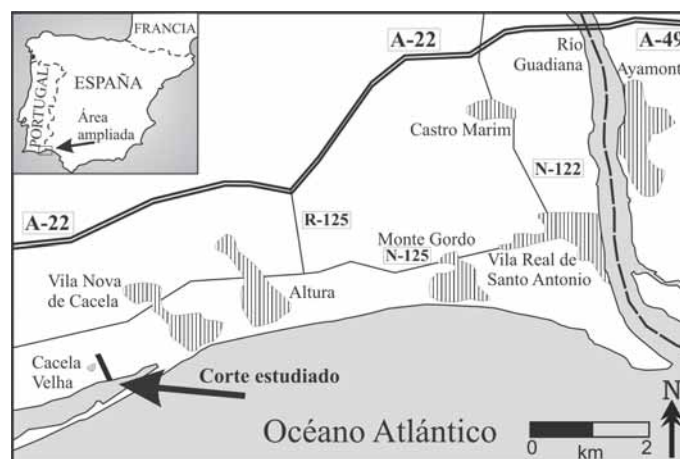 FRANCIA
PORTUGAL
ESPAÑA
Área
ampliada
A-22
A-22
Río
Guadiana
A-49
Ayamont
Castro Marim
N-122
R-125
Monte Gordo
N-125
Vila Real de
Santo Antonio
Vila Nova
de Cacela
Altura
Cacela
Velha
Corte estudiado
Océano Atlántico
N
0
2
km